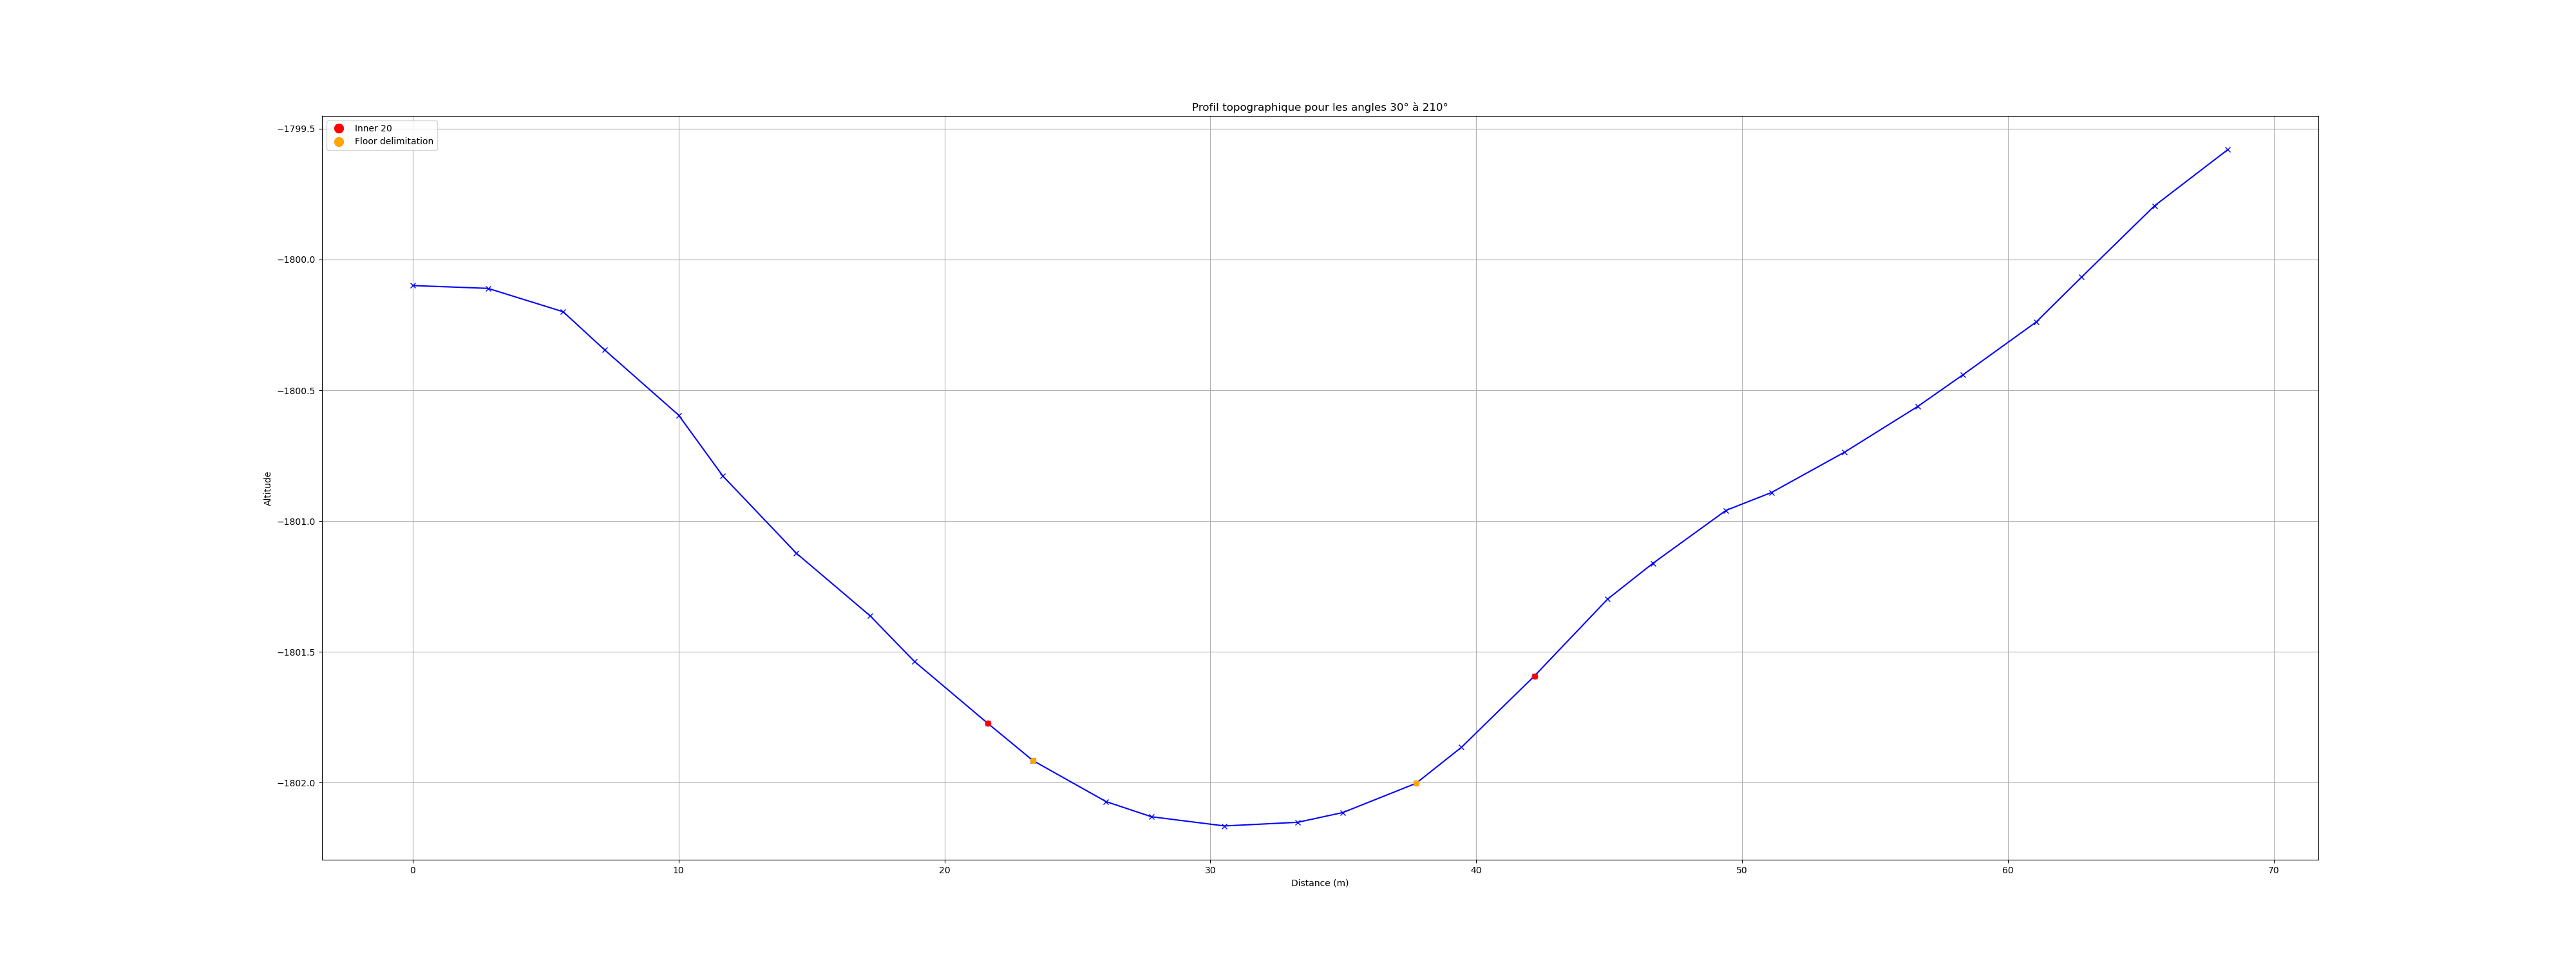 Profil topographique pour les angles 30° à 210°
Inner 20
Floor delimitation
−1799.5
−1800.0
−1800.5
−1801.0
−1801.5
−1802.0
Altitude
0 10 20 30 40 50 60 70
Distance (m)